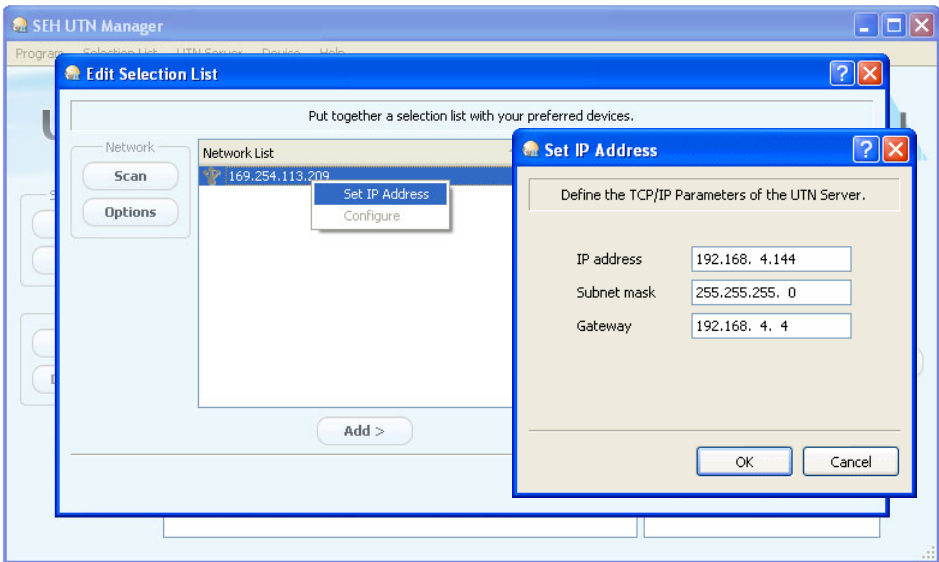 SEH UTN Manager
Program Selection List UTN Server Device Help
Edit Selection List
Put together a selection list with your preferred devices.
Network
Scan
Options
Network List
169.254.113.209
Set IP Address
Configure
Add >
Set IP Address
Define the TCP/IP Parameters of the UTN Server.
IP address 192.168. 4.144
Subnet mask 255.255.255. 0
Gateway 192.168. 4. 4
OK Cancel